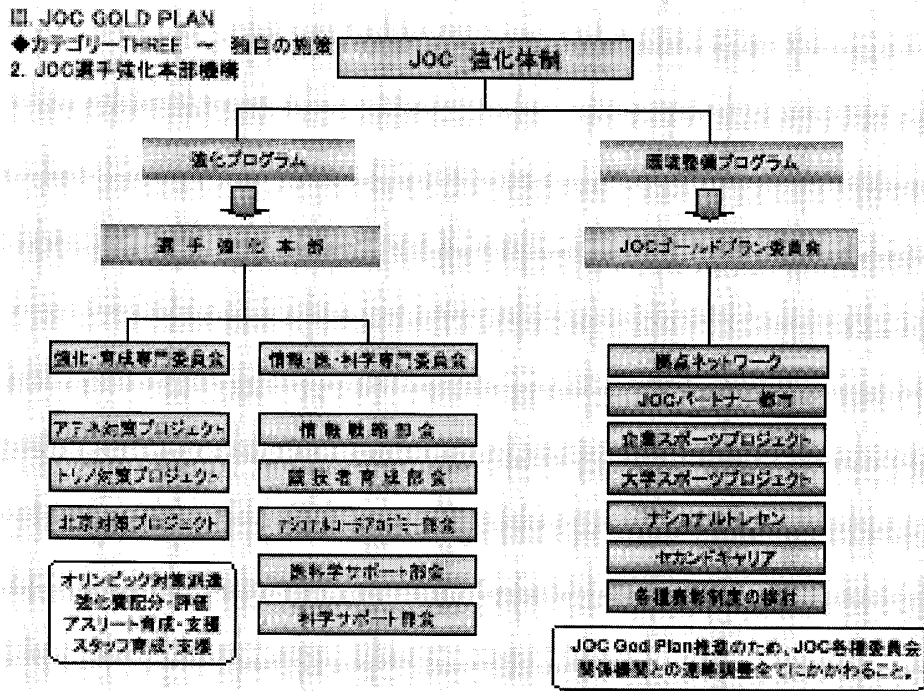 III. JOC GOLD PLAN
◆カテゴリーTHREE ～ 独自の施策
2. JOC選手強化本部機構
JOC 強化体制
強化プログラム
選手強化本部
強化・育成専門委員会
アテネ対策プロジェクト
トリノ対策プロジェクト
北京対策プロジェクト
オリンピック対策派遣
強化費配分・評価
アスリート育成・支援
スタッフ育成・支援
情報・医・科学専門委員会
情報戦略部会
競技者育成部会
ナショナルコーチアカデミー部会
医科学サポート部会
科学サポート部会
環境整備プログラム
JOCゴールドプラン委員会
拠点ネットワーク
JOCパートナー都市
企業スポーツプロジェクト
大学スポーツプロジェクト
ナショナルトレセン
セカンドキャリア
各種表彰制度の検討
JOC God Plan推進のため、JOC各種委員会
関係機関との連絡調整全てにかかわること。